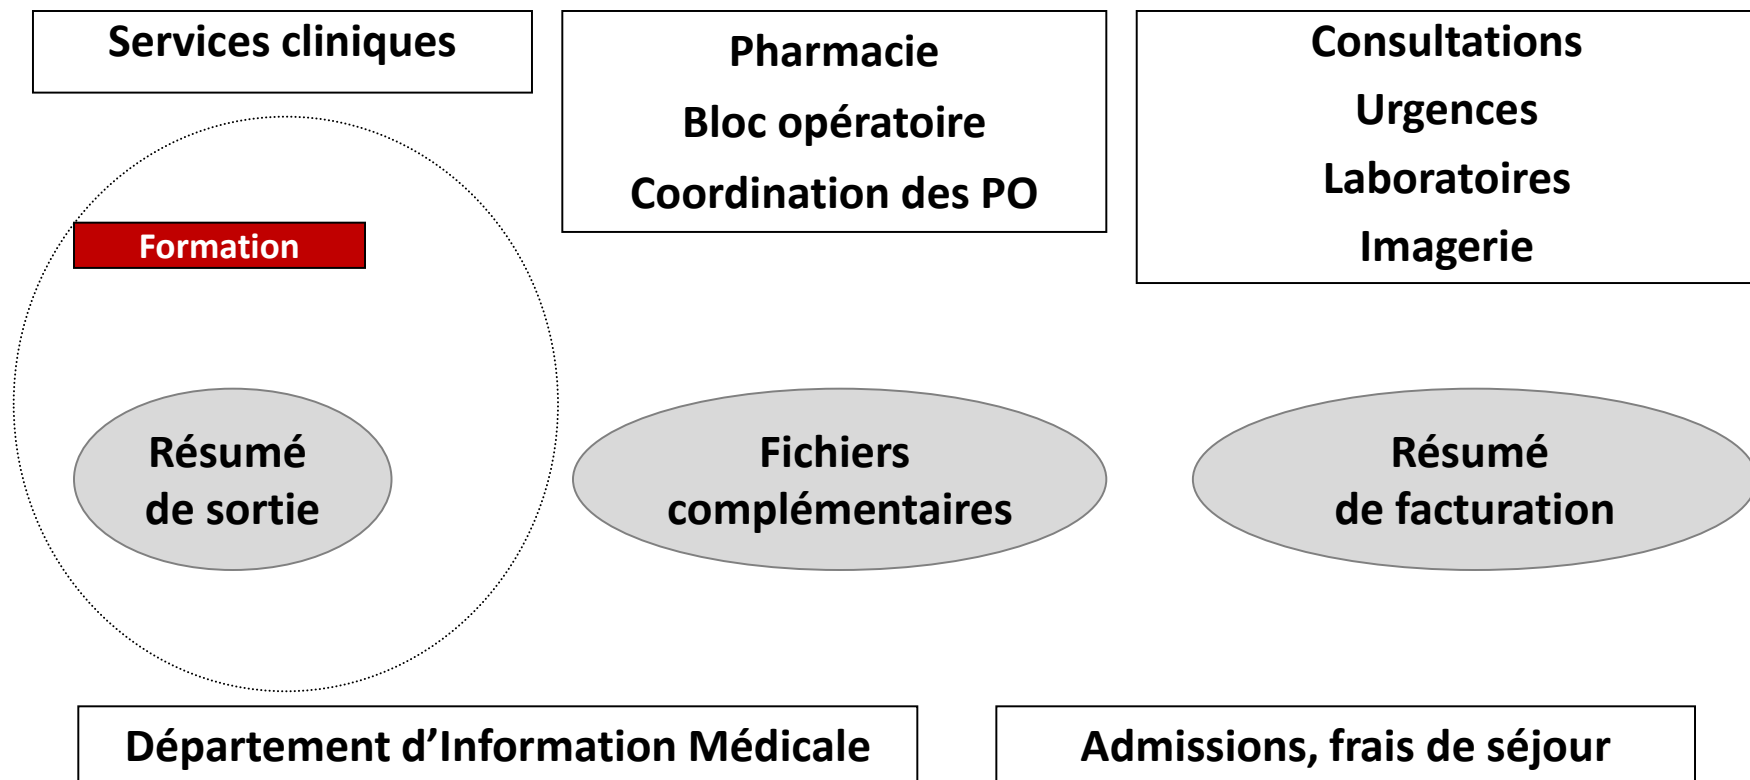 Services cliniques
Pharmacie
Bloc opératoire
Coordination des PO
Consultations
Urgences
Laboratoires
Imagerie
Formation
Résumé
de sortie
Fichiers
complémentaires
Résumé
de facturation
Département d’Information Médicale
Admissions, frais de séjour